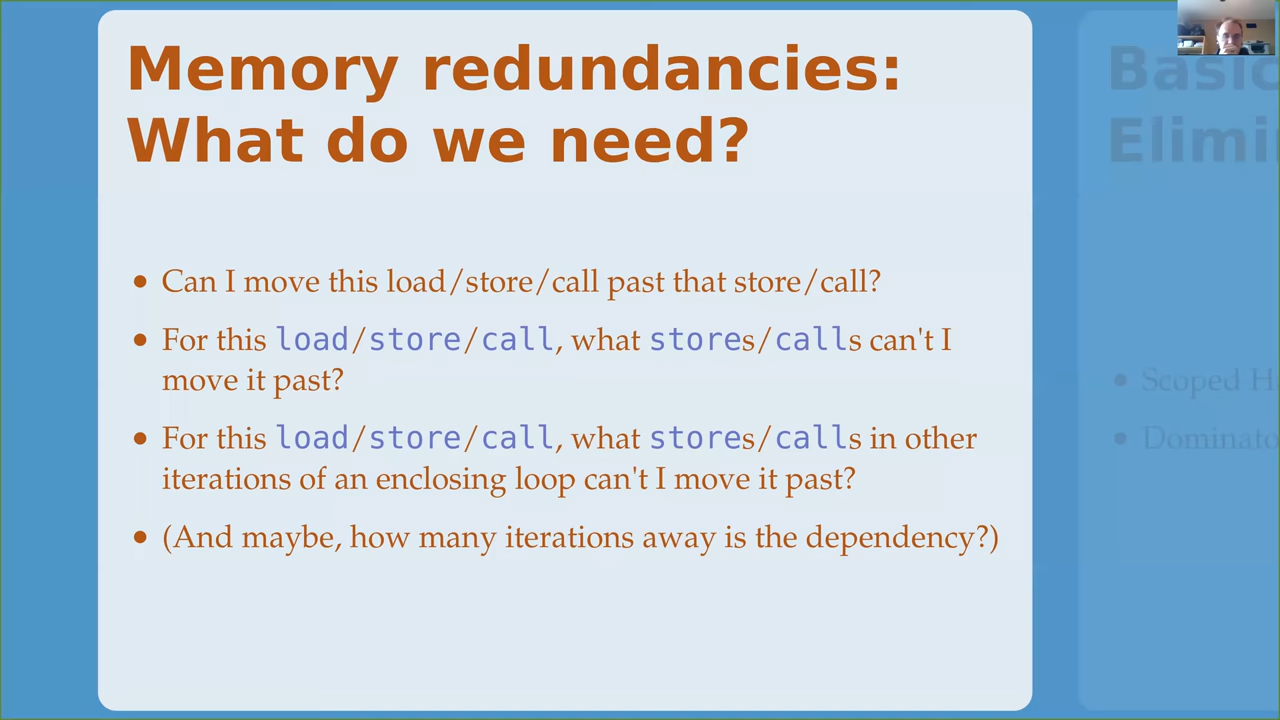 Memory redundancies:
What do we need?
• Can I move this load/store/call past that store/call?
• For this load/store/call, what stores/calls can't I
move it past?
• For this load/store/call, what stores/calls in other
iterations of an enclosing loop can't I move it past?
• (And maybe, how many iterations away is the dependency?)
Basic
Elimi
• Scoped H
• Dominato